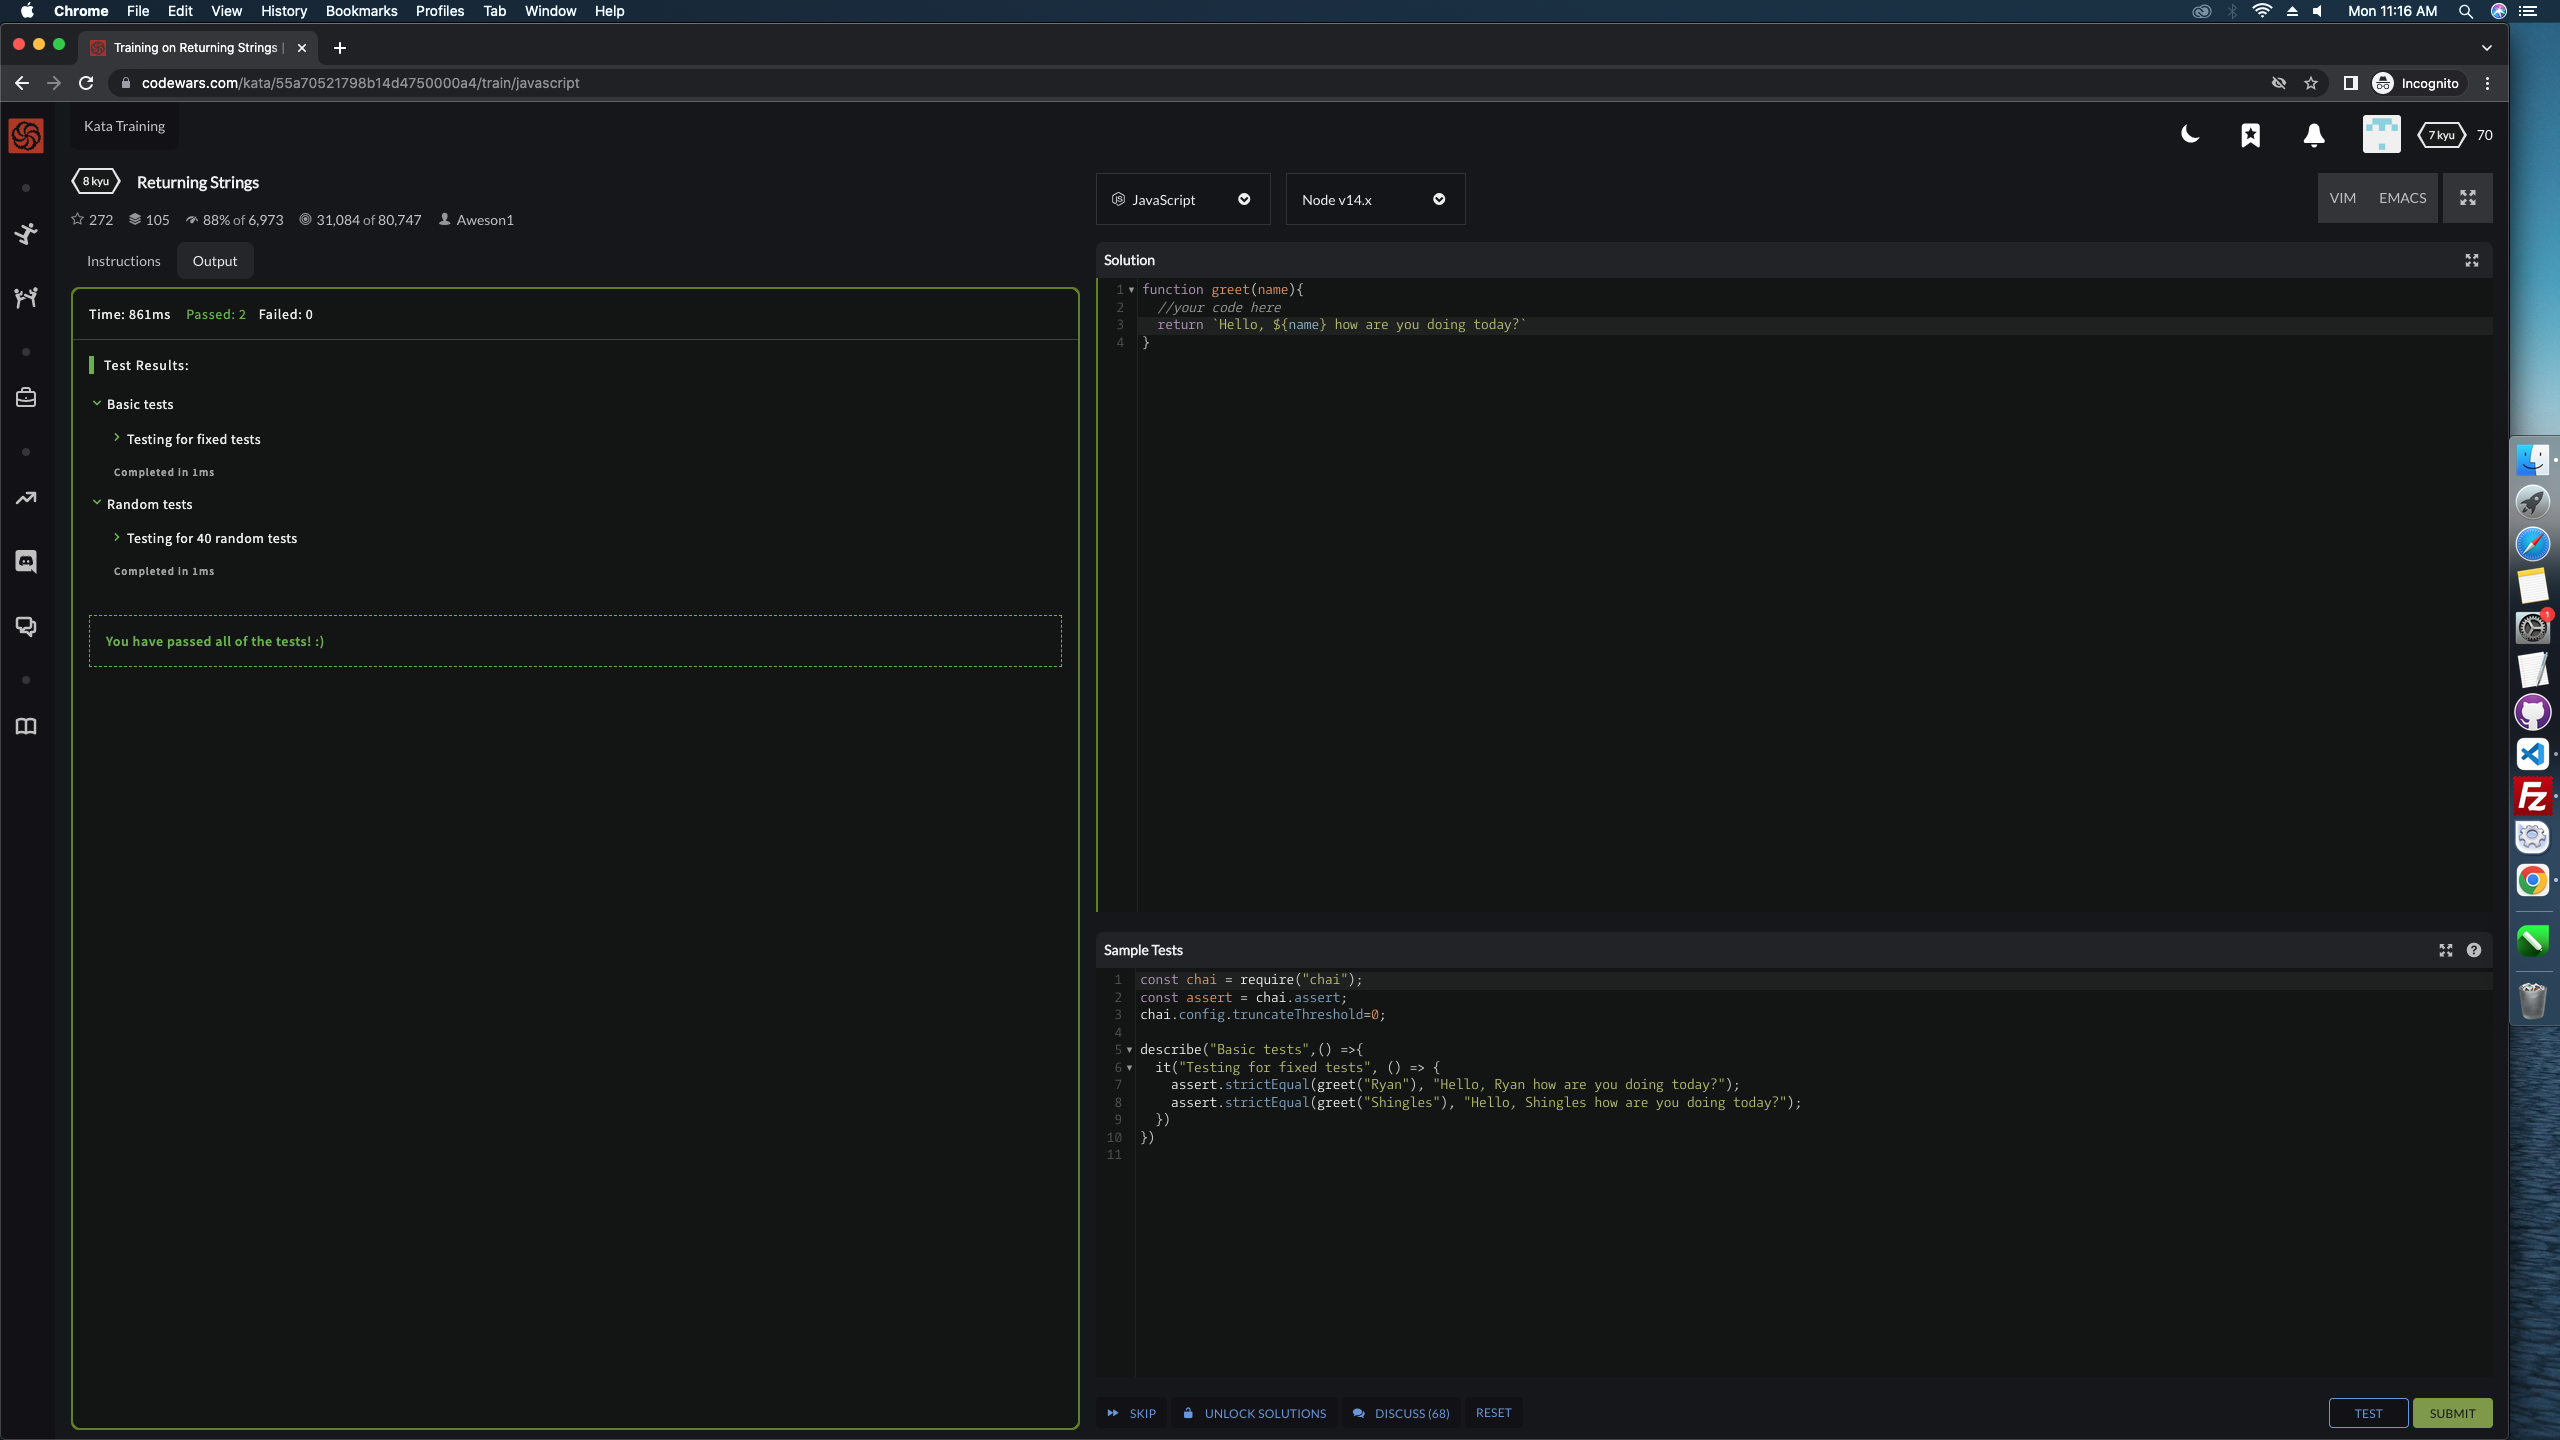 Chrome File Edit View History Bookmarks Profiles Tab Window Help Mon 11:16 AM
Training on Returning Strings |
codewars.com/kata/55a70521798b14d4750000a4/train/javascript Incognito
Kata Training 7 kyu 70
8 kyu Returning Strings
272 105 88% of 6,973 31,084 of 80,747 Aweson1
JavaScript Node v14.x VIM EMACS
Instructions Output
Time: 861ms Passed: 2 Failed: 0
Test Results:
Basic tests
Testing for fixed tests
Completed in 1ms
Random tests
Testing for 40 random tests
Completed in 1ms
You have passed all of the tests! :)
Solution
1 function greet(name){
2 //your code here
3 return `Hello, ${name} how are you doing today?`
4 }
Sample Tests
1 const chai = require("chai");
2 const assert = chai.assert;
3 chai.config.truncateThreshold=0;
4
5 describe("Basic tests",() =>{
6 it("Testing for fixed tests", () => {
7 assert.strictEqual(greet("Ryan"), "Hello, Ryan how are you doing today?");
8 assert.strictEqual(greet("Shingles"), "Hello, Shingles how are you doing today?");
9 })
10 })
11
SKIP UNLOCK SOLUTIONS DISCUSS (68) RESET TEST SUBMIT
1
Fz